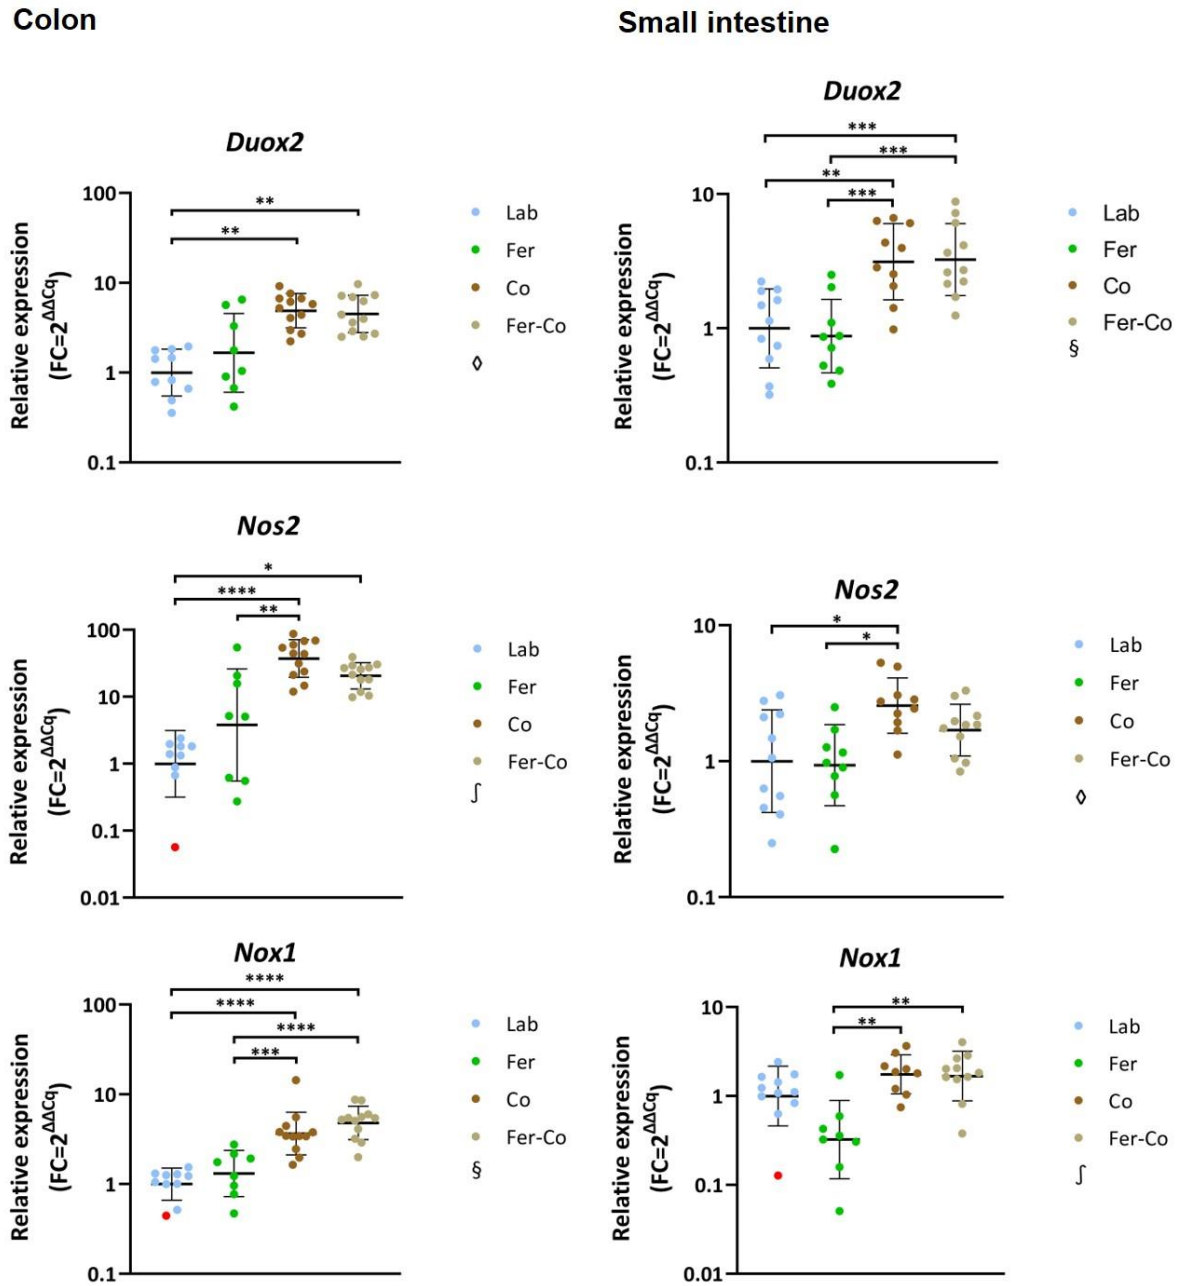 Colon
Small intestine
Duox2
Relative expression
(FC=2^ΔΔCq)
100
10
1
0.1
**
**
Lab
Fer
Co
Fer-Co
◊
Duox2
Relative expression
(FC=2^ΔΔCq)
10
1
0.1
***
***
**
***
Lab
Fer
Co
Fer-Co
§
Nos2
Relative expression
(FC=2^ΔΔCq)
100
10
1
0.1
0.01
*
****
**
Lab
Fer
Co
Fer-Co
∫
Nos2
Relative expression
(FC=2^ΔΔCq)
10
1
0.1
*
*
Lab
Fer
Co
Fer-Co
◊
Nox1
Relative expression
(FC=2^ΔΔCq)
100
10
1
0.1
****
****
****
***
Lab
Fer
Co
Fer-Co
§
Nox1
Relative expression
(FC=2^ΔΔCq)
10
1
0.1
0.01
**
**
Lab
Fer
Co
Fer-Co
∫